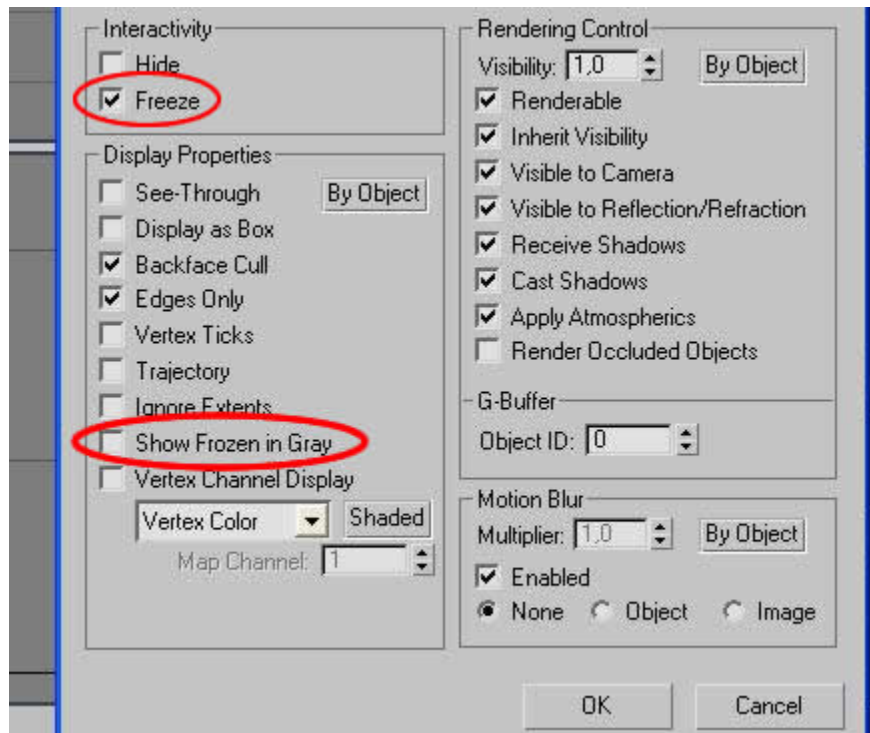 Interactivity
Hide
Freeze
Display Properties
See-Through By Object
Display as Box
Backface Cull
Edges Only
Vertex Ticks
Trajectory
Ignore Extents
Show Frozen in Gray
Vertex Channel Display
Vertex Color Shaded
Map Channel: 1
Rendering Control
Visibility: 1,0 By Object
Renderable
Inherit Visibility
Visible to Camera
Visible to Reflection/Refraction
Receive Shadows
Cast Shadows
Apply Atmospherics
Render Occluded Objects
G-Buffer
Object ID: 0
Motion Blur
Multiplier: 1,0 By Object
Enabled
None Object Image
OK Cancel